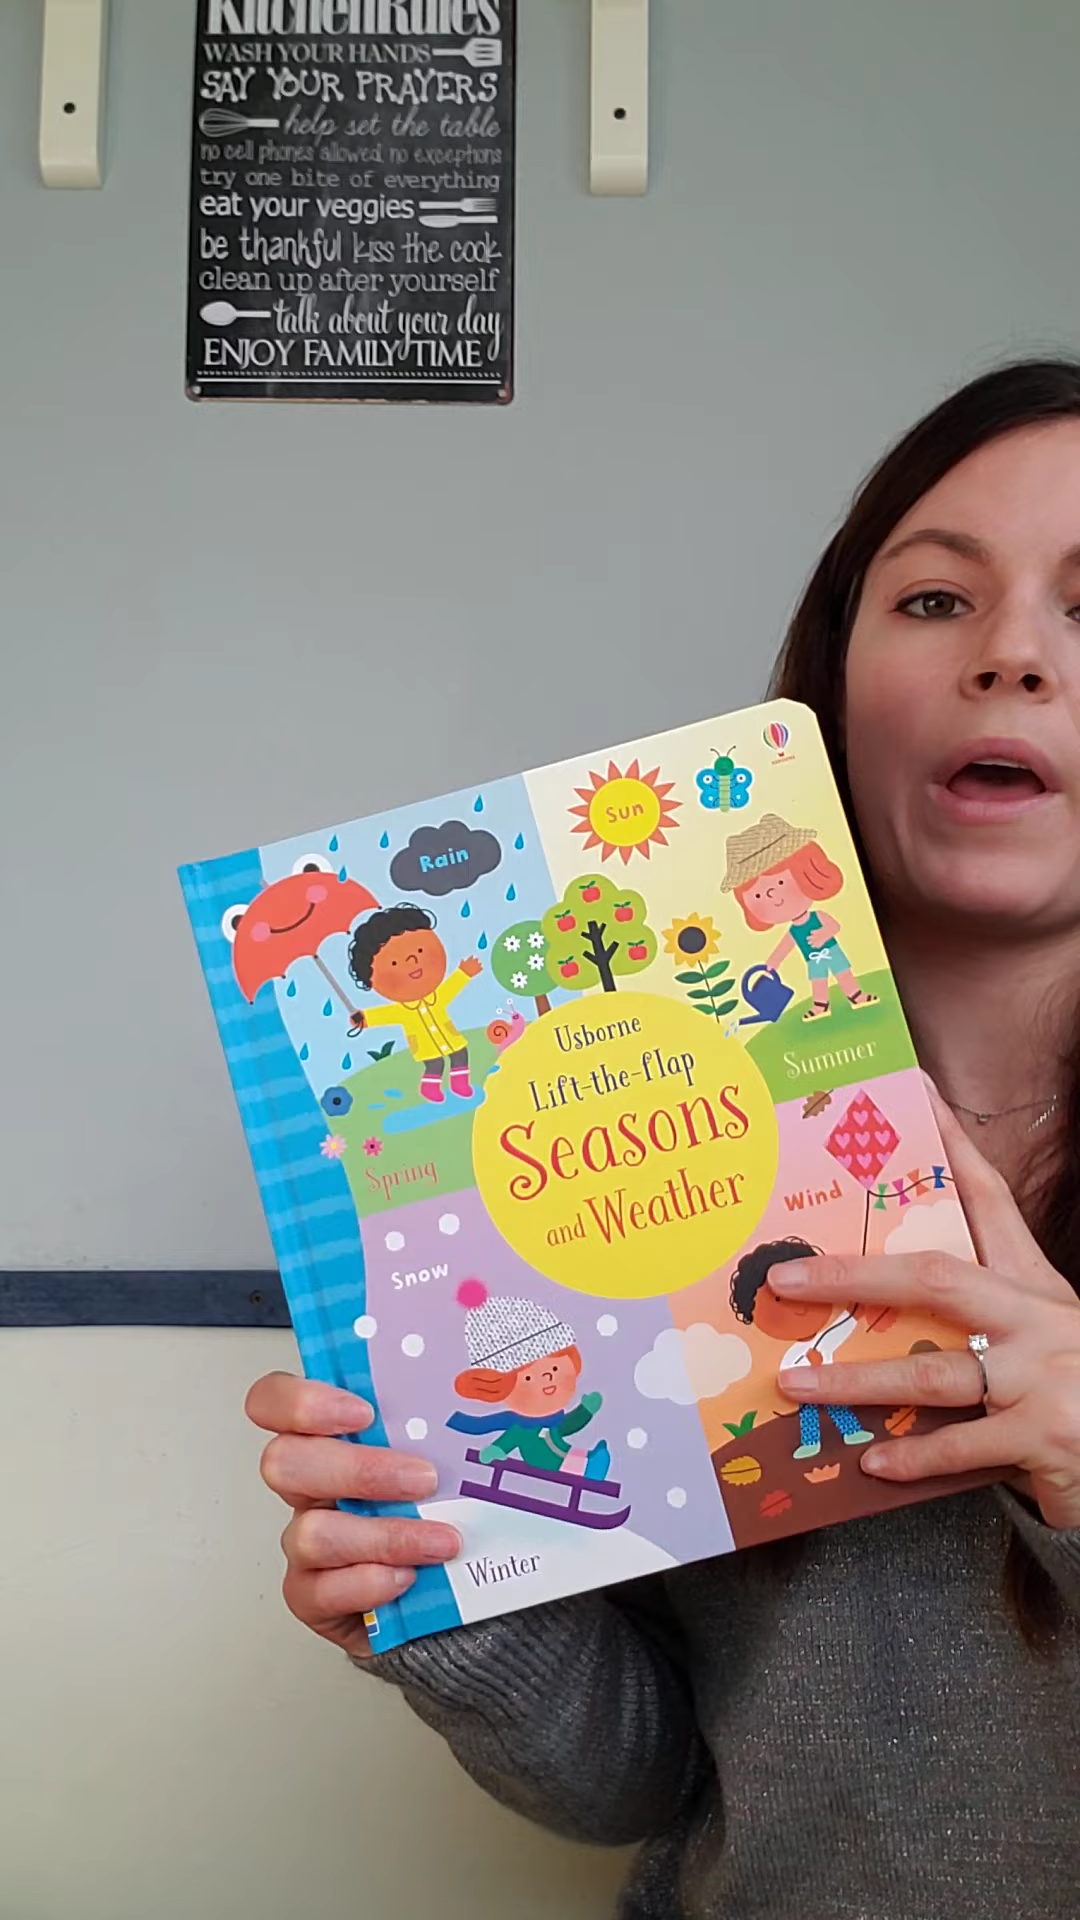 Kitchen Rules
WASH YOUR HANDS
SAY YOUR PRAYERS
help set the table
no cell phones allowed, no exceptions
try one bite of everything
eat your veggies
be thankful kiss the cook
clean up after yourself
talk about your day
ENJOY FAMILY TIME
Rain
Sun
Usborne
Lift-the-flap
Seasons
and Weather
Summer
Spring
Wind
Snow
Winter